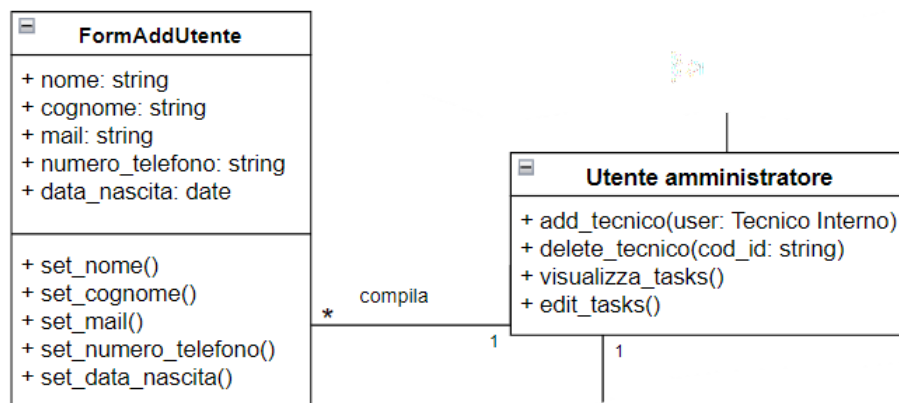 FormAddUtente
+ nome: string
+ cognome: string
+ mail: string
+ numero_telefono: string
+ data_nascita: date
+ set_nome()
+ set_cognome()
+ set_mail()
+ set_numero_telefono()
+ set_data_nascita()
compila
*
1
Utente amministratore
+ add_tecnico(user: Tecnico Interno)
+ delete_tecnico(cod_id: string)
+ visualizza_tasks()
+ edit_tasks()
1